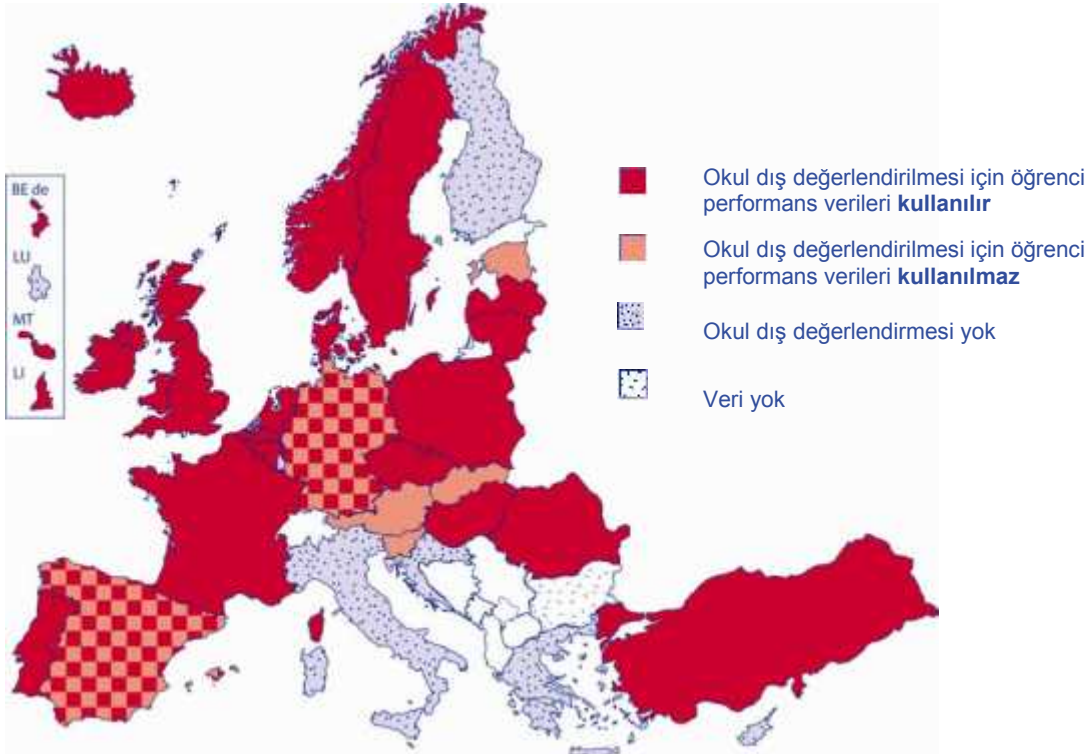 BE de
LU
MT
LI
Okul dış değerlendirilmesi için öğrenci
performans verileri kullanılır
Okul dış değerlendirilmesi için öğrenci
performans verileri kullanılmaz
Okul dış değerlendirmesi yok
Veri yok